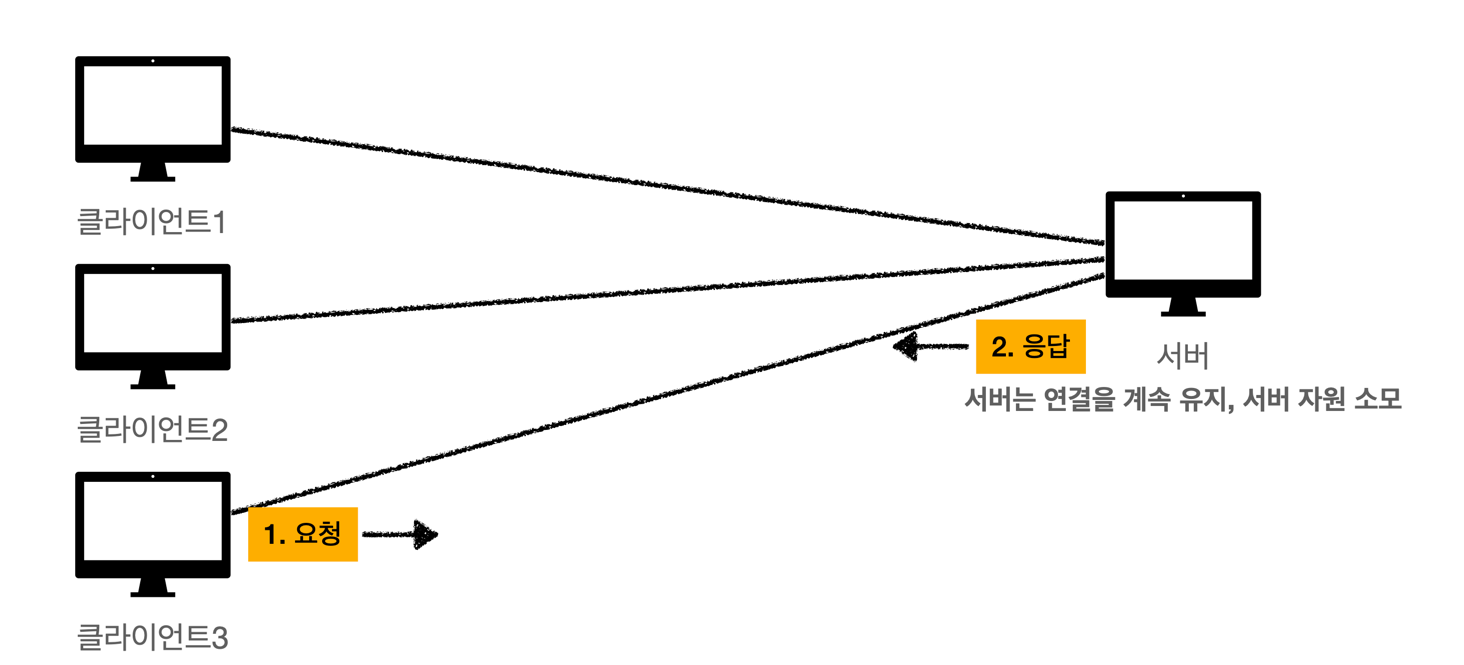 클라이언트1
클라이언트2
2. 응답
서버
서버는 연결을 계속 유지, 서버 자원 소모
1. 요청
클라이언트3